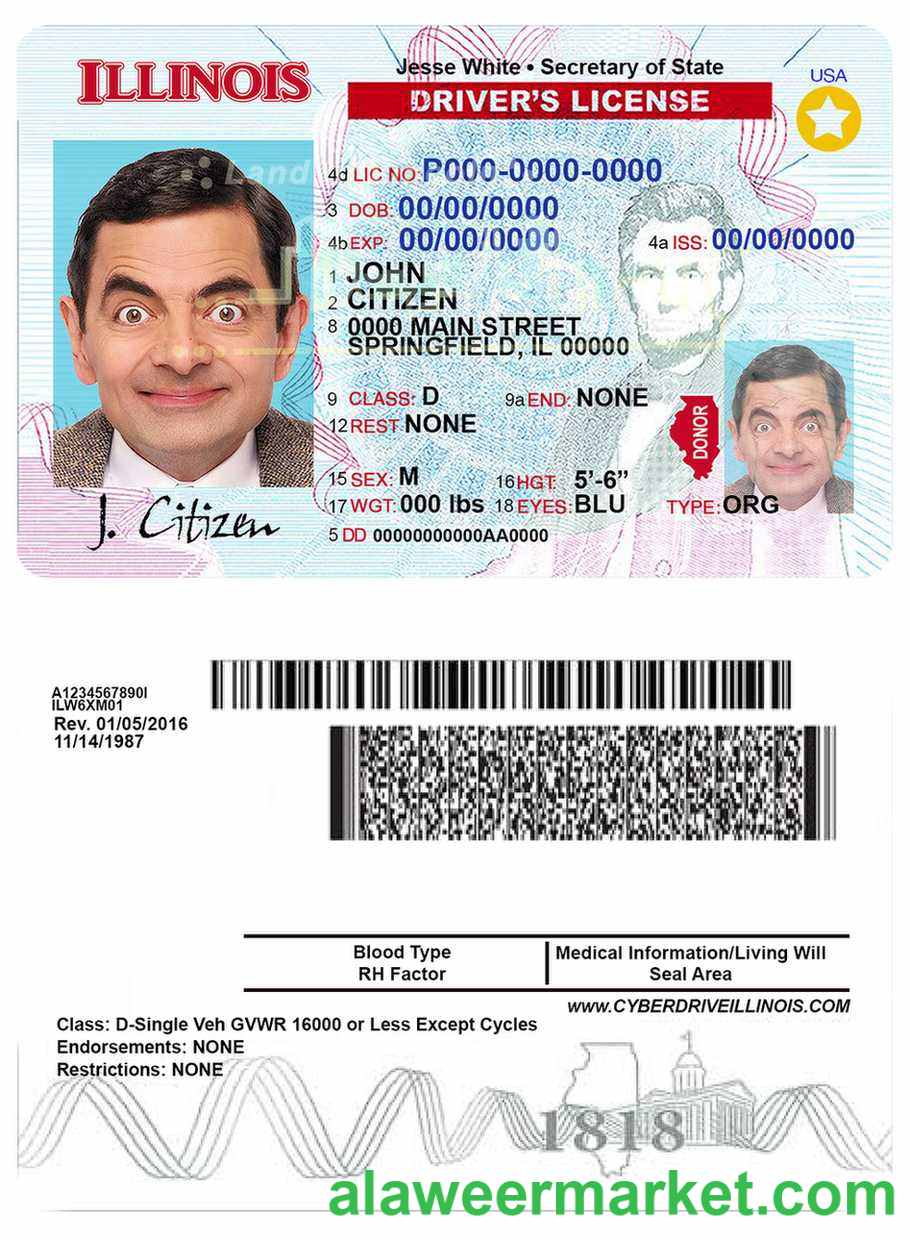 ILLINOIS
Jesse White • Secretary of State
USA
DRIVER'S LICENSE
Land
4d LIC NO: P000-0000-0000
3 DOB: 00/00/0000
4b EXP: 00/00/0000 4a ISS: 00/00/0000
1 JOHN
2 CITIZEN
8 0000 MAIN STREET
SPRINGFIELD, IL 00000
9 CLASS: D 9a END: NONE
12 REST NONE
DONOR
15 SEX: M 16 HGT: 5'-6”
17 WGT: 000 lbs 18 EYES: BLU TYPE: ORG
J. Citizen
5 DD 00000000000AA0000
A1234567890I
ILW6XM01
Rev. 01/05/2016
11/14/1987
Blood Type
RH Factor
Medical Information/Living Will
Seal Area
www.CYBERDRIVEILLINOIS.COM
Class: D-Single Veh GVWR 16000 or Less Except Cycles
Endorsements: NONE
Restrictions: NONE
1818
alaweermarket.com